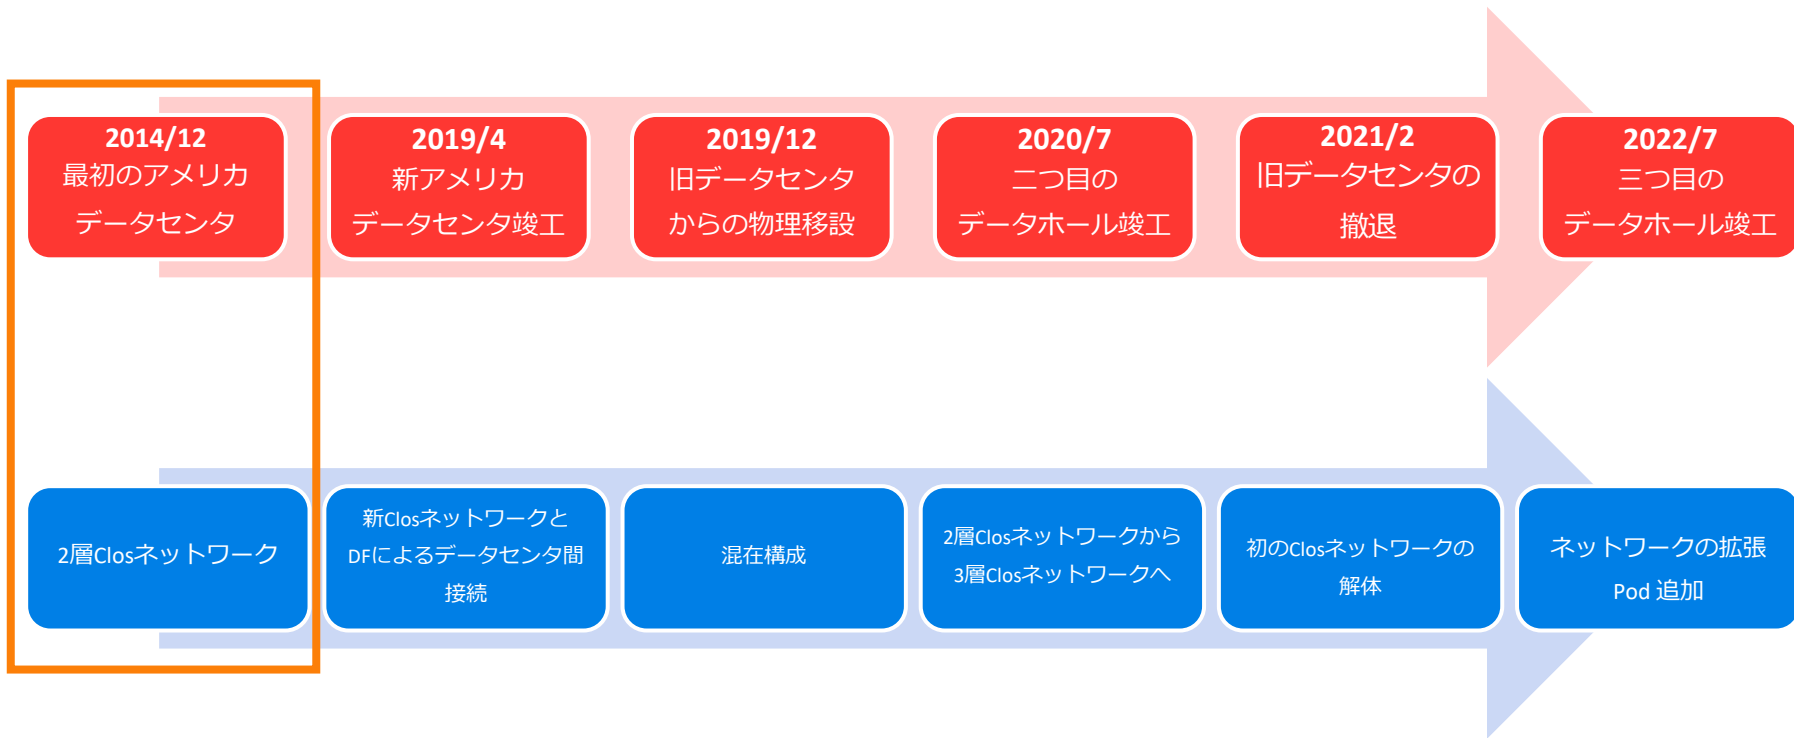 2014/12
最初のアメリカ
データセンタ
2019/4
新アメリカ
データセンタ竣工
2019/12
旧データセンタ
からの物理移設
2020/7
二つ目の
データホール竣工
2021/2
旧データセンタの
撤退
2022/7
三つ目の
データホール竣工
2層Closネットワーク
新Closネットワークと
DFによるデータセンタ間
接続
混在構成
2層Closネットワークから
3層Closネットワークへ
初のClosネットワークの
解体
ネットワークの拡張
Pod 追加